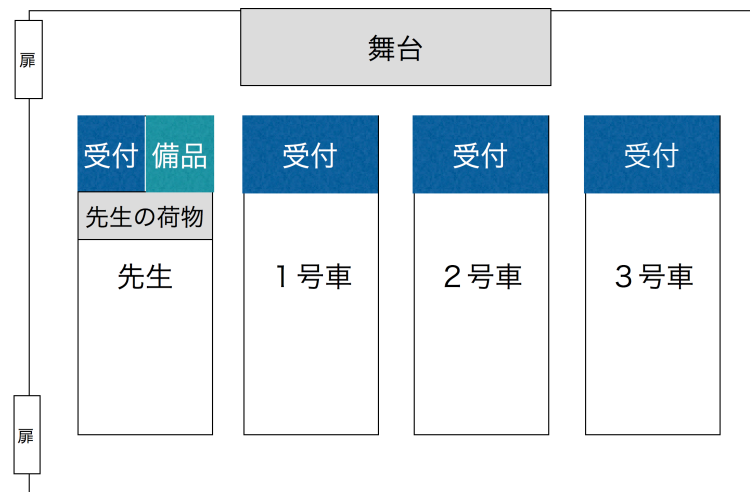 舞台
扉
受付 備品 受付 受付 受付
先生の荷物
先生 １号車 ２号車 ３号車
扉